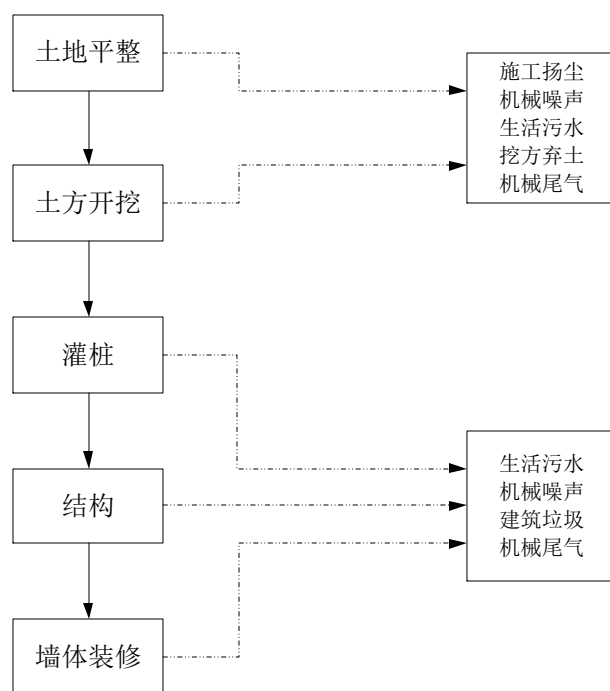 土地平整
施工扬尘
机械噪声
生活污水
挖方弃土
机械尾气
土方开挖
灌桩
结构
生活污水
机械噪声
建筑垃圾
机械尾气
墙体装修